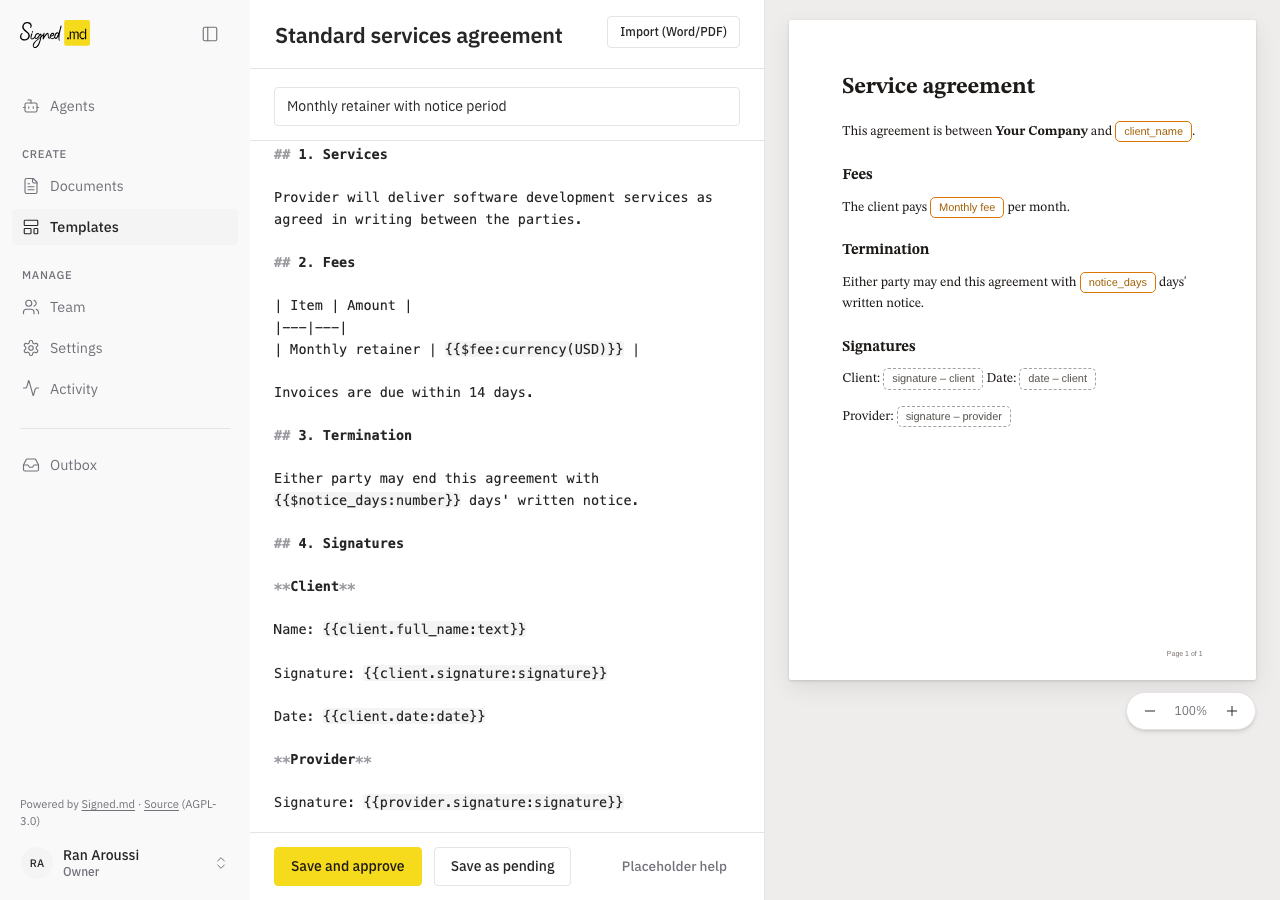 Signed .md
Agents
CREATE
Documents
Templates
MANAGE
Team
Settings
Activity
Outbox
Powered by Signed.md · Source (AGPL-
3.0)
RA
Ran Aroussi
Owner
Standard services agreement
Import (Word/PDF)
Monthly retainer with notice period
## 1. Services
Provider will deliver software development services as
agreed in writing between the parties.
## 2. Fees
| Item | Amount |
|---|---|
| Monthly retainer | {{$fee:currency(USD)}} |
Invoices are due within 14 days.
## 3. Termination
Either party may end this agreement with
{{$notice_days:number}} days' written notice.
## 4. Signatures
**Client**
Name: {{client.full_name:text}}
Signature: {{client.signature:signature}}
Date: {{client.date:date}}
**Provider**
Signature: {{provider.signature:signature}}
Save and approve
Save as pending
Placeholder help
Service agreement
This agreement is between Your Company and client_name.
Fees
The client pays Monthly fee per month.
Termination
Either party may end this agreement with notice_days days'
written notice.
Signatures
Client: signature – client Date: date – client
Provider: signature – provider
Page 1 of 1
100%